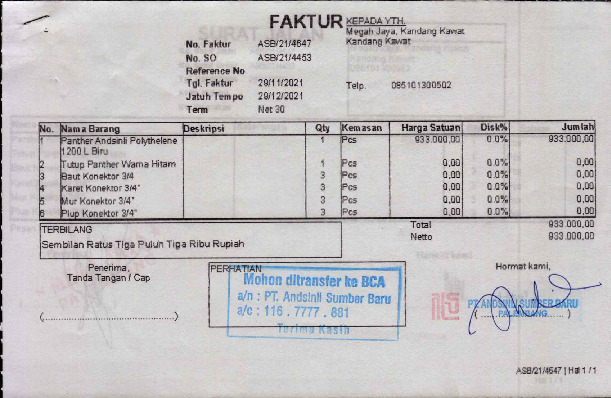 FAKTUR
KEPADA YTH.
Megah Jaya, Kandang Kawat
Kandang Kawat
No. Faktur ASB/21/4647
No. SO ASB/21/4453
Reference No
Tgl. Faktur 29/11/2021
Telp. 085101300502
Jatuh Tempo 29/12/2021
Term Net 30
No. Nama Barang Deskripsi Qty Kemasan Harga Satuan Disk% Jumlah
1 Panther Andsinli Polythelene 1 Pcs 933.000,00 0.0% 933.000,00
1200 L Biru
2 Tutup Panther Warna Hitam 1 Pcs 0,00 0.0% 0,00
3 Baut Konektor 3/4 3 Pcs 0,00 0.0% 0,00
4 Karet Konektor 3/4" 3 Pcs 0,00 0.0% 0,00
5 Mur Konektor 3/4" 3 Pcs 0,00 0.0% 0,00
6 Plup Konektor 3/4" 3 Pcs 0,00 0.0% 0,00
Total 933.000,00
Netto 933.000,00
TERBILANG
Sembilan Ratus Tiga Puluh Tiga Ribu Rupiah
Penerima,
Tanda Tangan / Cap
(..............................)
PERHATIAN
Mohon ditransfer ke BCA
a/n : PT. Andsinli Sumber Baru
a/c : 116 . 7777 . 881
Terima Kasih
Hormat kami,
PT. ANDSINLI SUMBER BARU
PALEMBANG
ASB/21/4647 | Hal 1 / 1